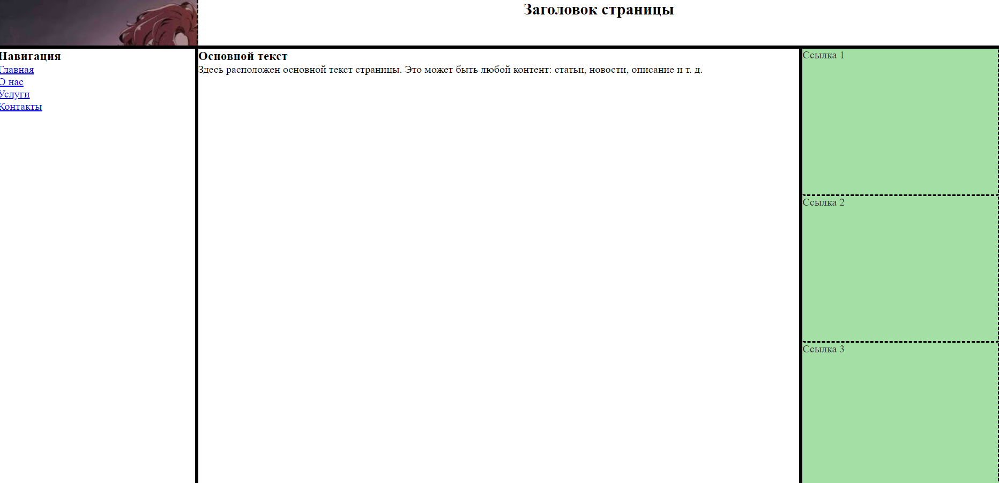 Заголовок страницы
Навигация
Главная
О нас
Услуги
Контакты
Основной текст
Здесь расположен основной текст страницы. Это может быть любой контент: статьи, новости, описание и т. д.
Ссылка 1
Ссылка 2
Ссылка 3